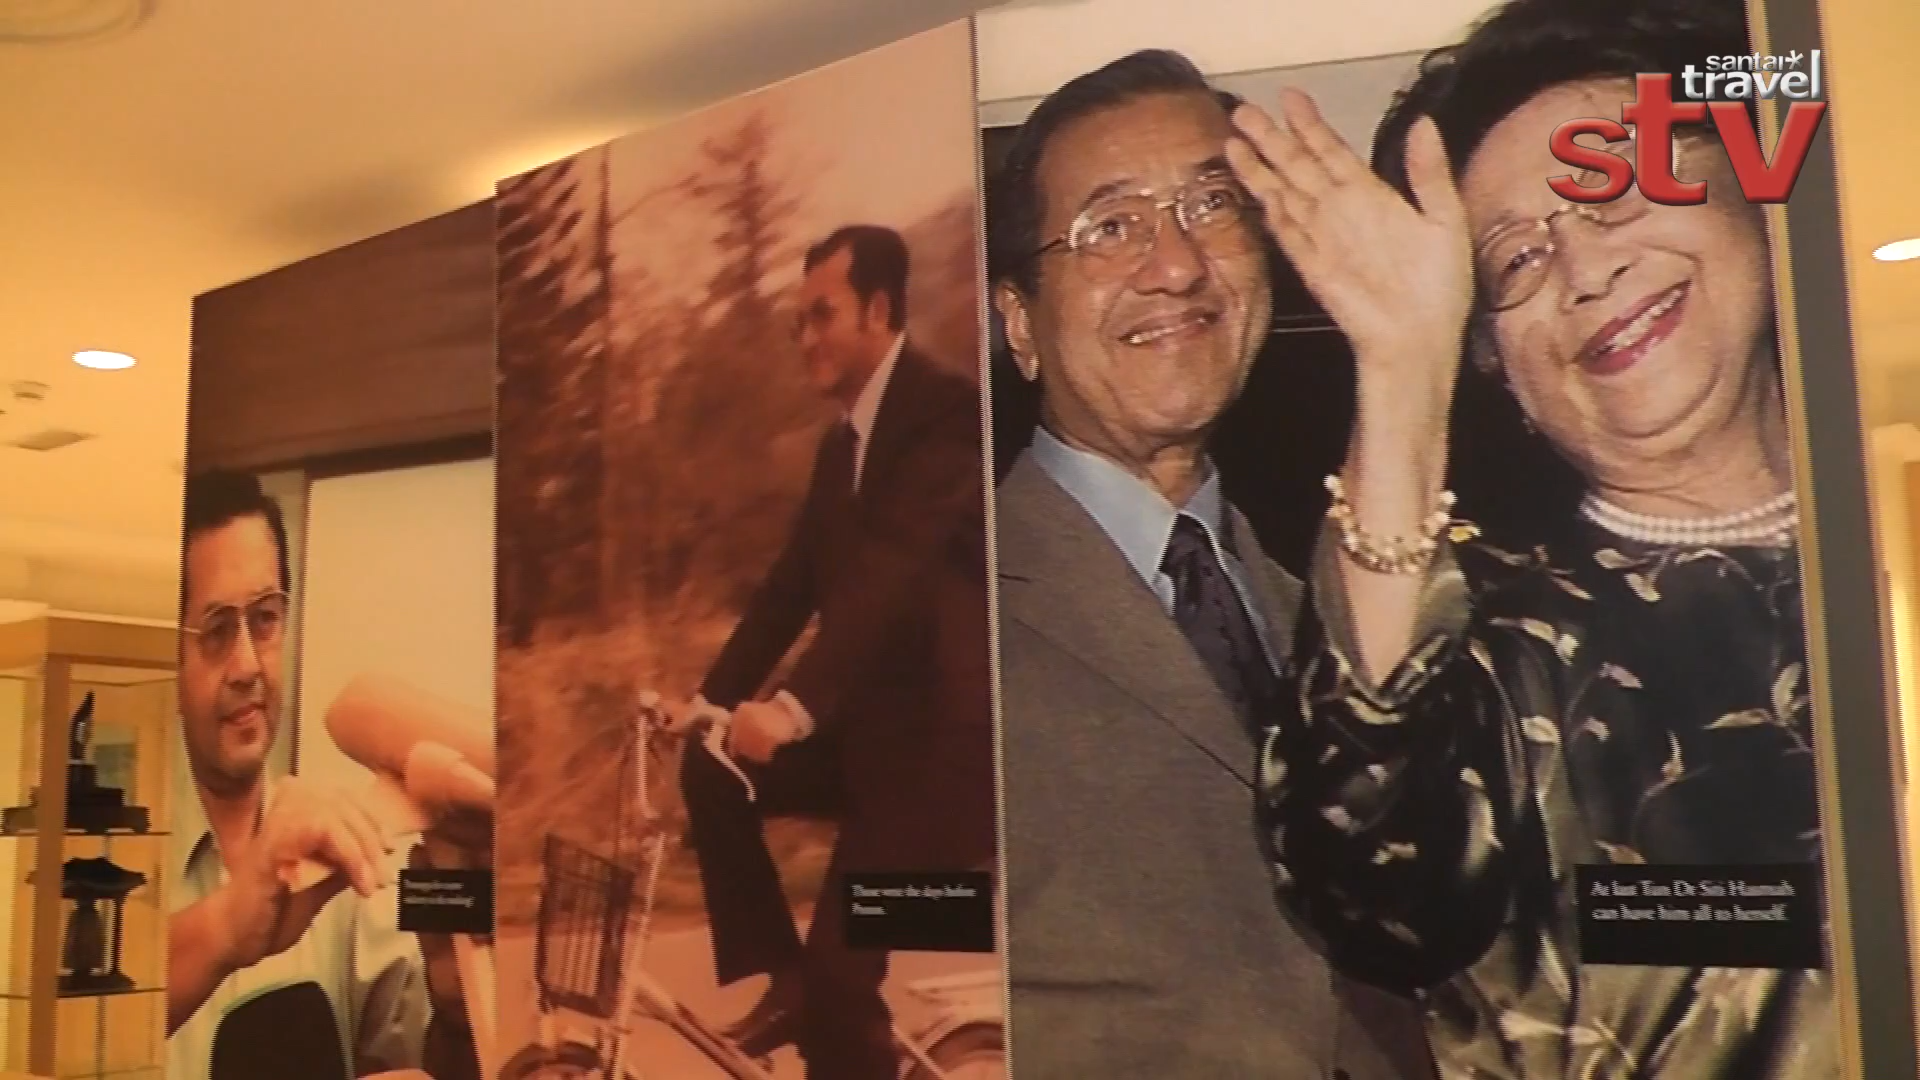 santai*
travel
stv
These were the days before
Proton.
At last Tun Dr Siti Hasmah
can have him all to herself.